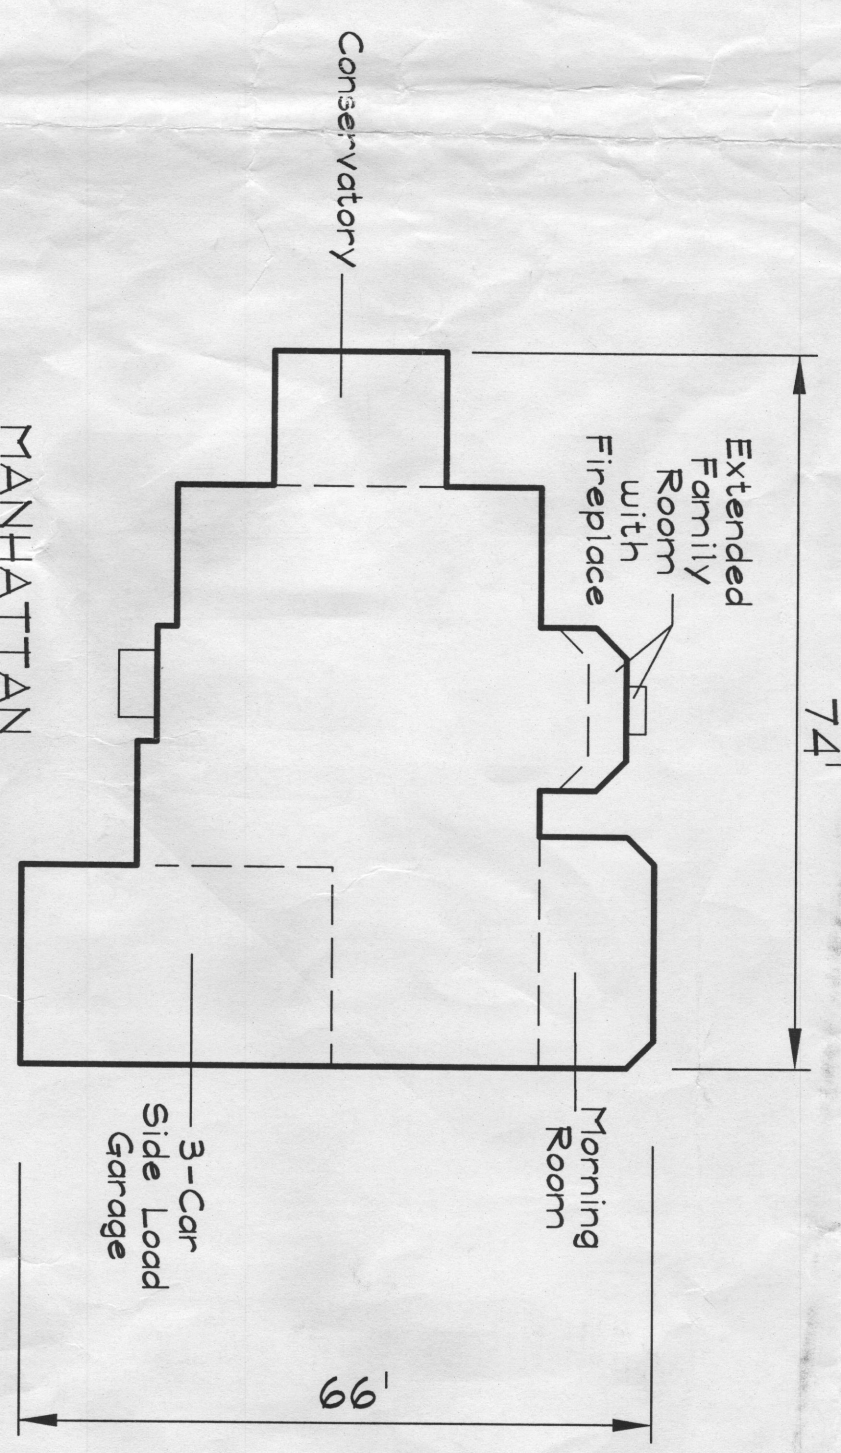 74'
Extended
Family
Room
with
Fireplace
Morning
Room
66'
Conservatory
3-Car
Side Load
Garage
MANHATTAN